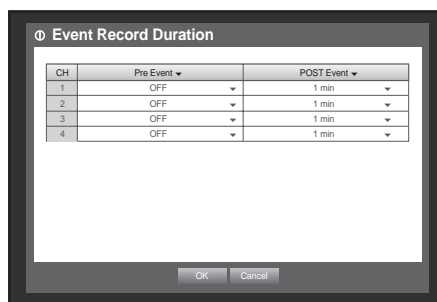 Event Record Duration
CH Pre Event POST Event
1 OFF 1 min
2 OFF 1 min
3 OFF 1 min
4 OFF 1 min
OK Cancel